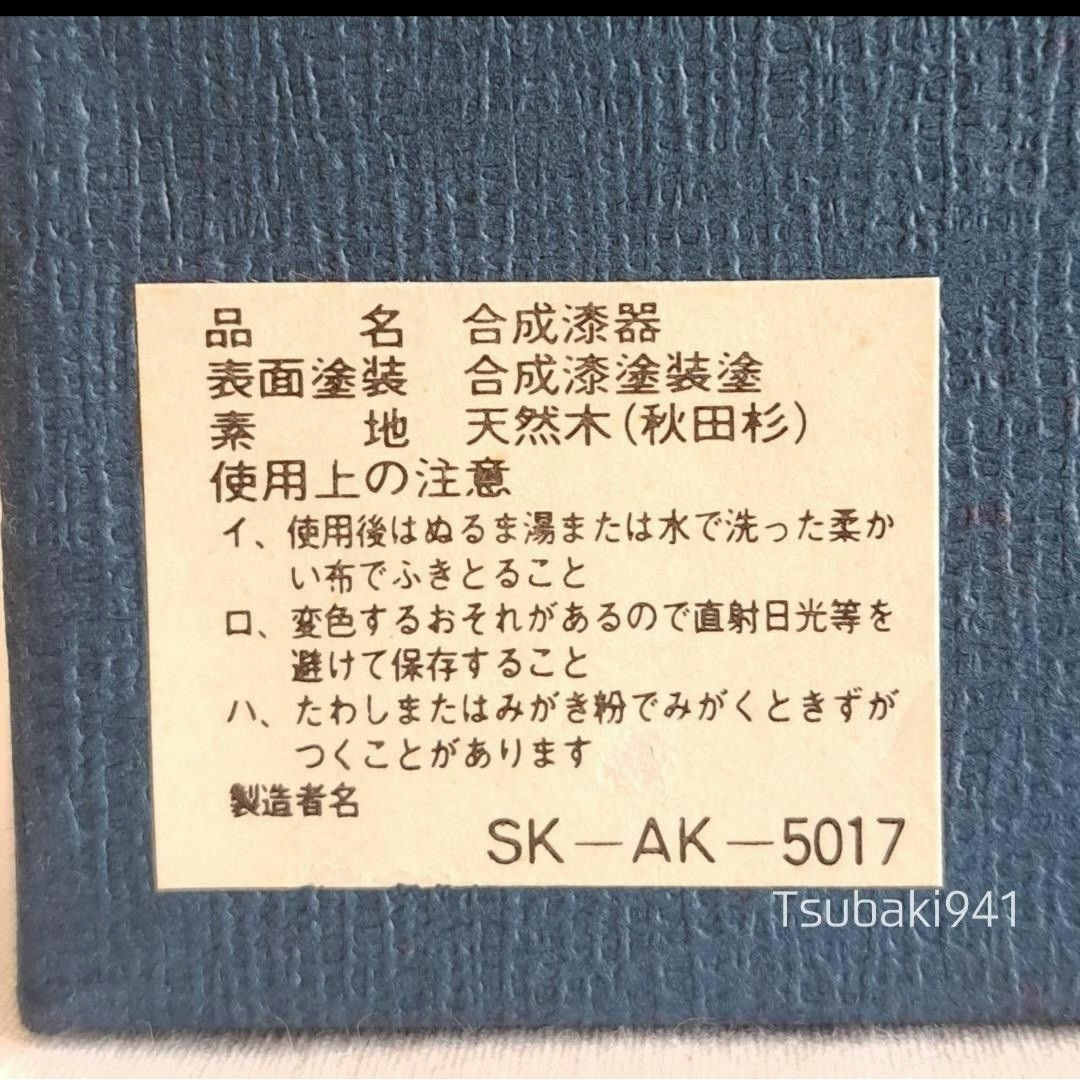 品　　名　合成漆器
表面塗装　合成漆塗装塗
素　　地　天然木(秋田杉)
使用上の注意
イ、使用後はぬるま湯または水で洗った柔か
い布でふきとること
ロ、変色するおそれがあるので直射日光等を
避けて保存すること
ハ、たわしまたはみがき粉でみがくときずが
つくことがあります
製造者名
SK－AK－5017
Tsubaki941